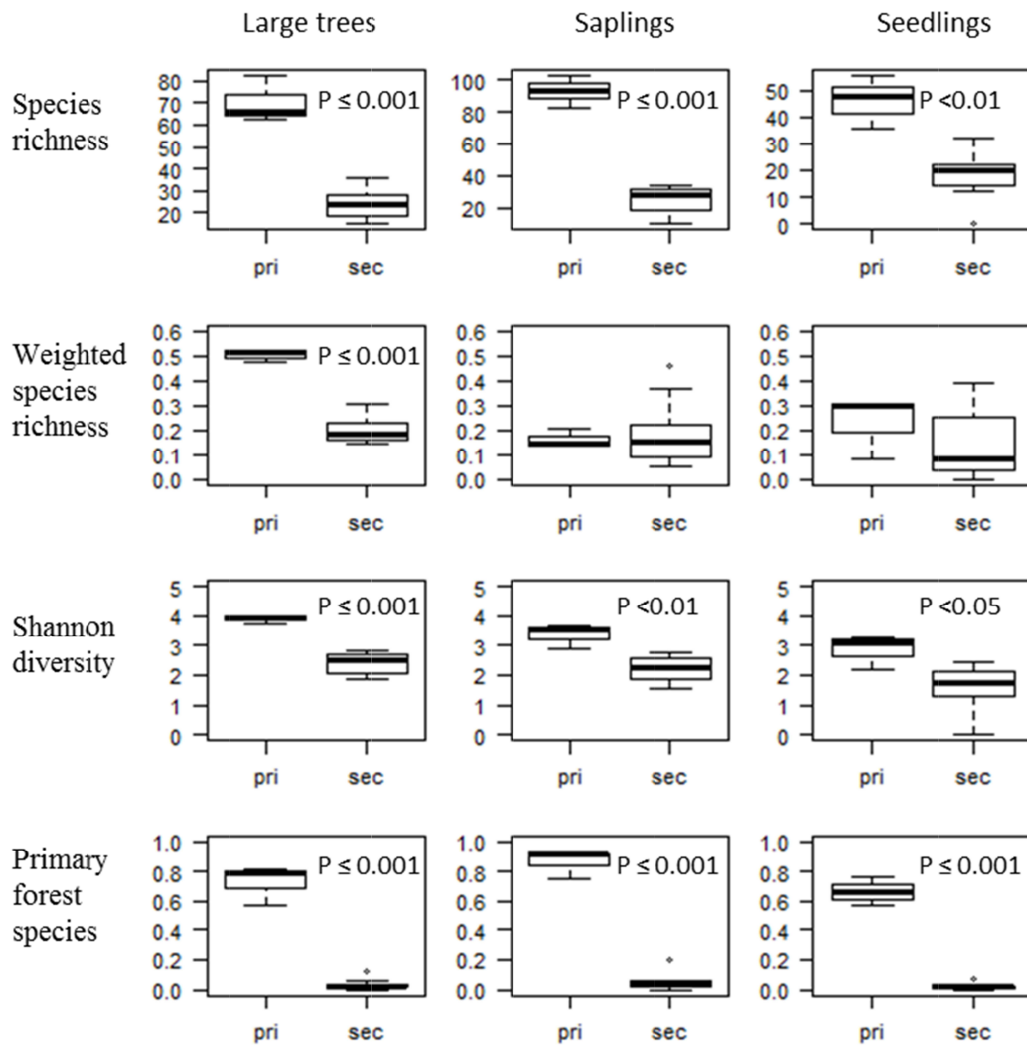 Large trees Saplings Seedlings
Species
richness
80
70
60
50
40
30
20
P ≤ 0.001
pri sec
100
80
60
40
20
P ≤ 0.001
pri sec
50
40
30
20
10
0
P <0.01
pri sec
Weighted
species
richness
0.6
0.5
0.4
0.3
0.2
0.1
0.0
P ≤ 0.001
pri sec
0.6
0.5
0.4
0.3
0.2
0.1
0.0
pri sec
0.6
0.5
0.4
0.3
0.2
0.1
0.0
pri sec
Shannon
diversity
5
4
3
2
1
0
P ≤ 0.001
pri sec
5
4
3
2
1
0
P <0.01
pri sec
5
4
3
2
1
0
P <0.05
pri sec
Primary
forest
species
1.0
0.8
0.6
0.4
0.2
0.0
P ≤ 0.001
pri sec
1.0
0.8
0.6
0.4
0.2
0.0
P ≤ 0.001
pri sec
1.0
0.8
0.6
0.4
0.2
0.0
P ≤ 0.001
pri sec